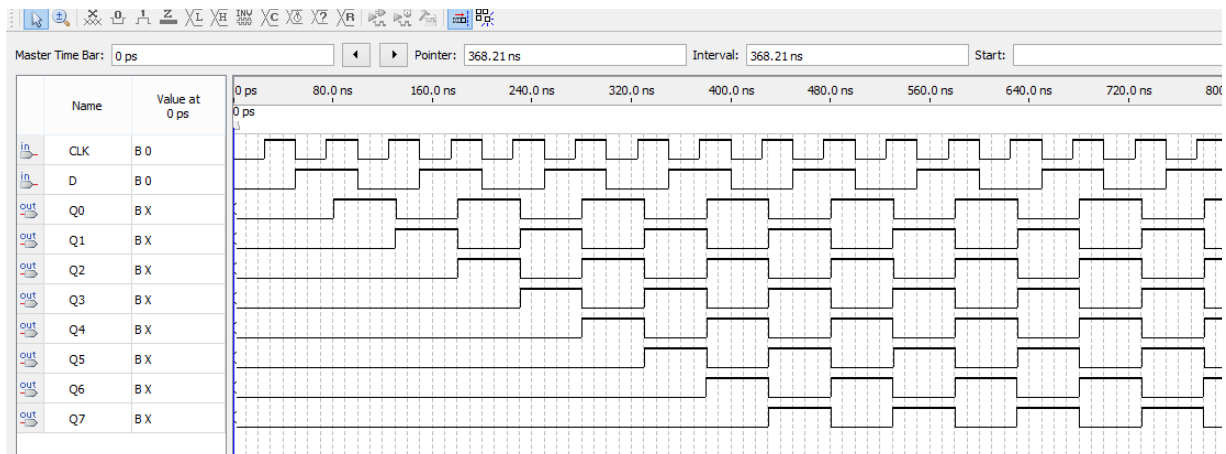 Master Time Bar: 0 ps Pointer: 368.21 ns Interval: 368.21 ns Start:
Name Value at 0 ps
0 ps 80.0 ns 160.0 ns 240.0 ns 320.0 ns 400.0 ns 480.0 ns 560.0 ns 640.0 ns 720.0 ns 800
0 ps
in CLK B 0
in D B 0
out Q0 B X
out Q1 B X
out Q2 B X
out Q3 B X
out Q4 B X
out Q5 B X
out Q6 B X
out Q7 B X